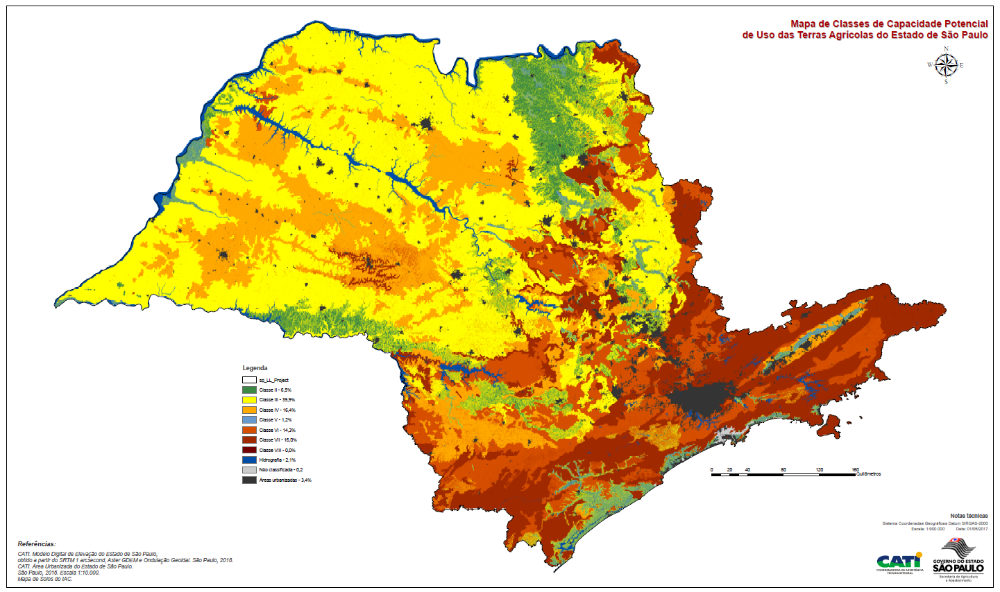 Mapa de Classes de Capacidade Potencial
de Uso das Terras Agrícolas do Estado de São Paulo
N
W E
S
Legenda
sp_LL_Project
Classe II - 6,5%
Classe III - 39,9%
Classe IV - 16,4%
Classe V - 1,2%
Classe VI - 14,3%
Classe VII - 16,0%
Classe VIII - 0,0%
Hidrografia - 2,1%
Não classificada - 0,2
Áreas urbanizadas - 3,4%
0 20 40 80 120 160
Quilômetros
Notas técnicas
Sistema Coordenadas Geográficas Datum SIRGAS-2000
Escala: 1:900.000 Data: 01/05/2017
Referências:
CATI. Modelo Digital de Elevação do Estado de São Paulo,
obtido a partir do SRTM 1 arcsecond, Aster GDEM e Ondulação Geoidal. São Paulo, 2016.
CATI. Área Urbanizada do Estado de São Paulo.
São Paulo, 2016. Escala 1:10.000.
Mapa de Solos do IAC.
CATI
COORDENADORIA DE ASSISTÊNCIA
TÉCNICA INTEGRAL
GOVERNO DO ESTADO
SÃO PAULO
Secretaria de Agricultura
e Abastecimento